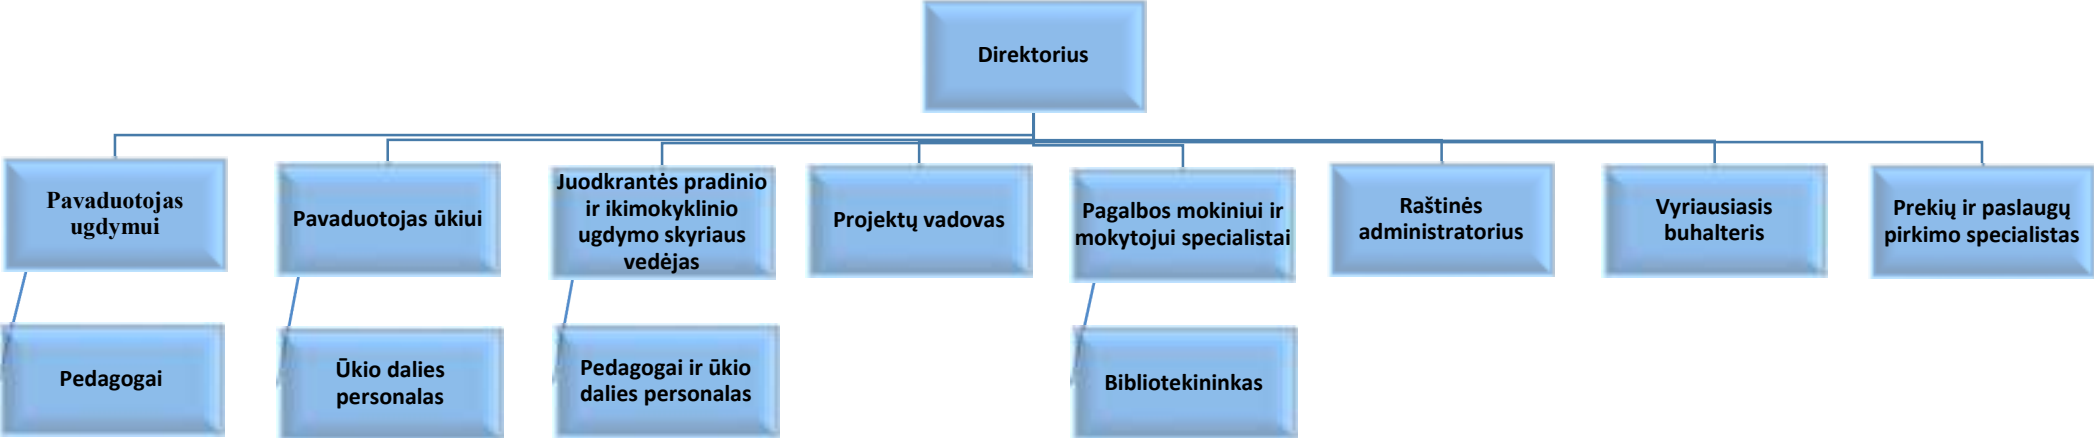 Direktorius
Pavaduotojas
ugdymui
Pavaduotojas ūkiui
Juodkrantės pradinio
ir ikimokyklinio
ugdymo skyriaus
vedėjas
Projektų vadovas
Pagalbos mokiniui ir
mokytojui specialistai
Raštinės
administratorius
Vyriausiasis
buhalteris
Prekių ir paslaugų
pirkimo specialistas
Pedagogai
Ūkio dalies
personalas
Pedagogai ir ūkio
dalies personalas
Bibliotekininkas